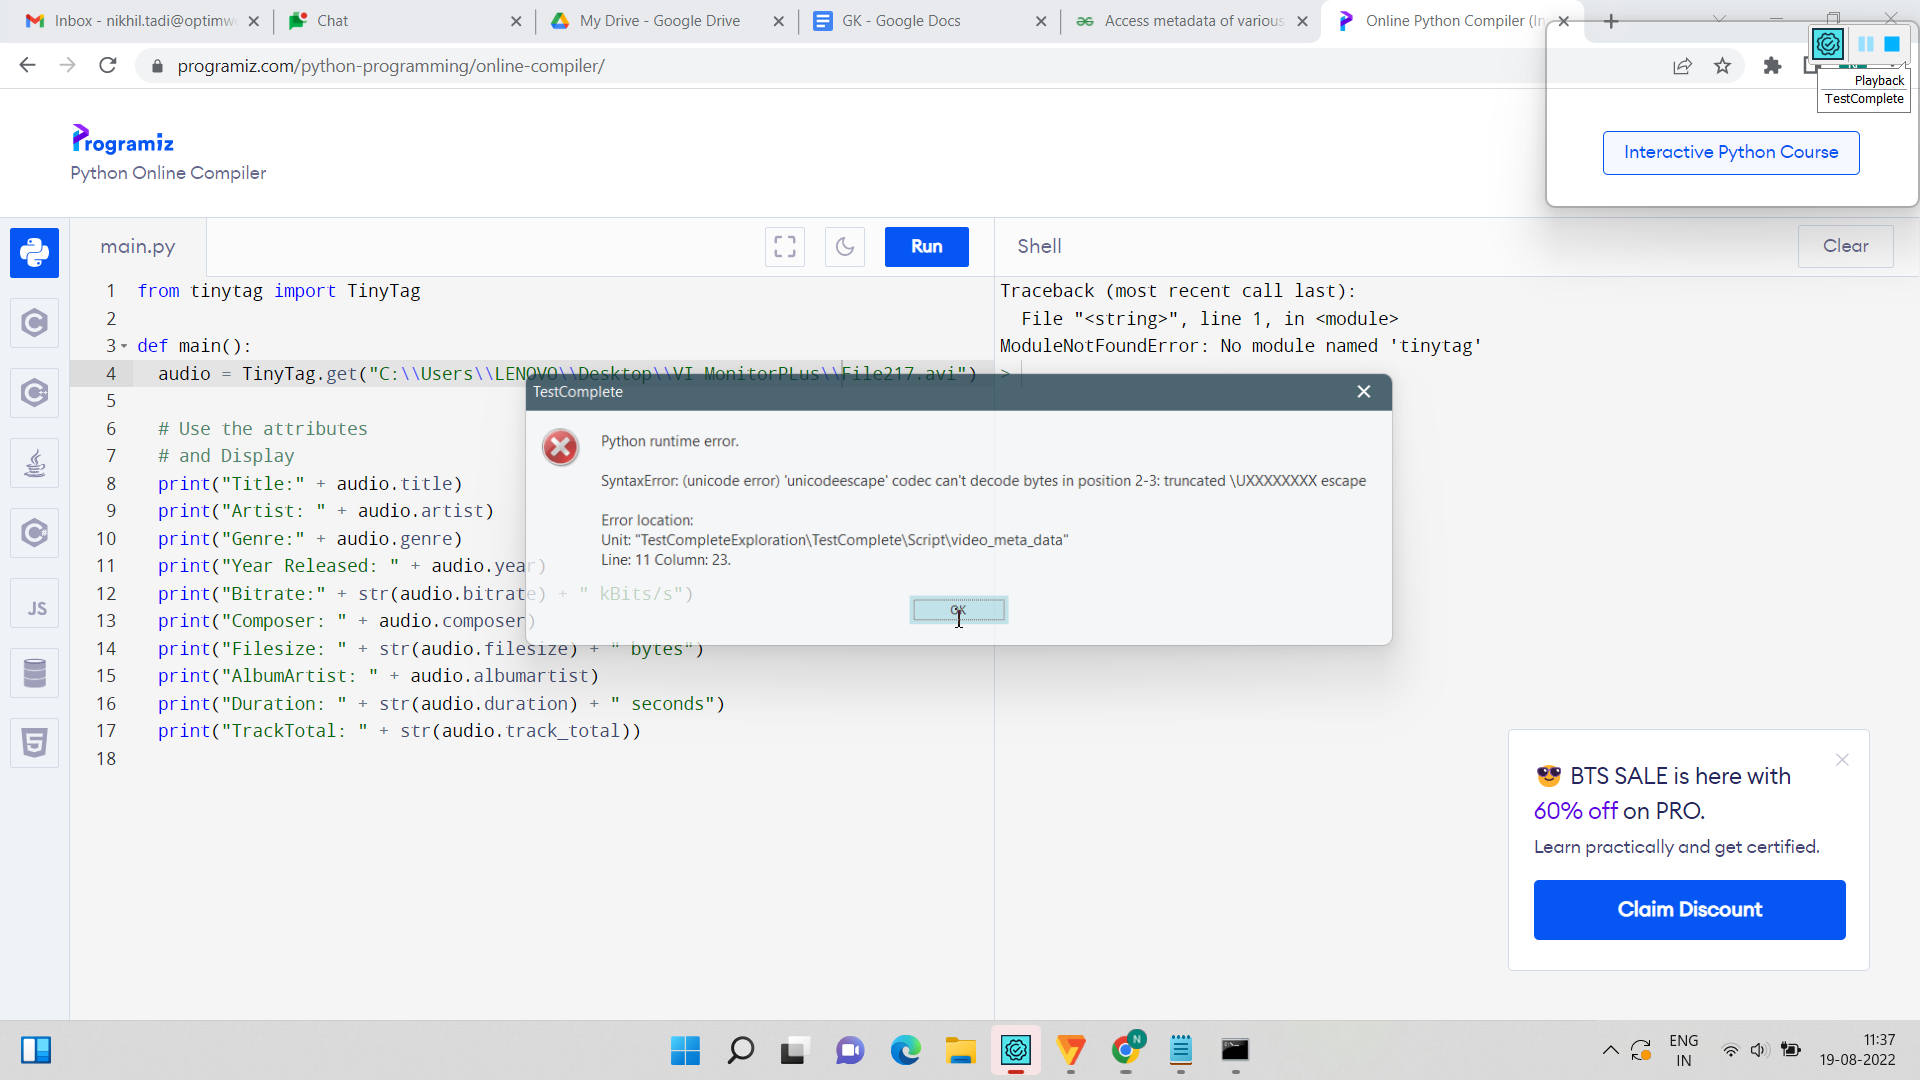 Inbox - nikhil.tadi@optimw
Chat
My Drive - Google Drive
GK - Google Docs
Access metadata of various
Online Python Compiler (In
programiz.com/python-programming/online-compiler/
Playback
TestComplete
Programiz
Python Online Compiler
Interactive Python Course
main.py
Run
Shell
Clear
1 from tinytag import TinyTag
2
3 def main():
4 audio = TinyTag.get("C:\\Users\\LENOVO\\Desktop\\VI MonitorPLus\\File217.avi")
5
6 # Use the attributes
7 # and Display
8 print("Title:" + audio.title)
9 print("Artist: " + audio.artist)
10 print("Genre:" + audio.genre)
11 print("Year Released: " + audio.year)
12 print("Bitrate:" + str(audio.bitrate) + " kBits/s")
13 print("Composer: " + audio.composer)
14 print("Filesize: " + str(audio.filesize) + " bytes")
15 print("AlbumArtist: " + audio.albumartist)
16 print("Duration: " + str(audio.duration) + " seconds")
17 print("TrackTotal: " + str(audio.track_total))
18
Traceback (most recent call last):
File "<string>", line 1, in <module>
ModuleNotFoundError: No module named 'tinytag'
>
TestComplete
Python runtime error.
SyntaxError: (unicode error) 'unicodeescape' codec can't decode bytes in position 2-3: truncated \UXXXXXXXX escape
Error location:
Unit: "TestCompleteExploration\TestComplete\Script\video_meta_data"
Line: 11 Column: 23.
OK
JS
😎 BTS SALE is here with
60% off on PRO.
Learn practically and get certified.
Claim Discount
N
ENG
IN
11:37
19-08-2022